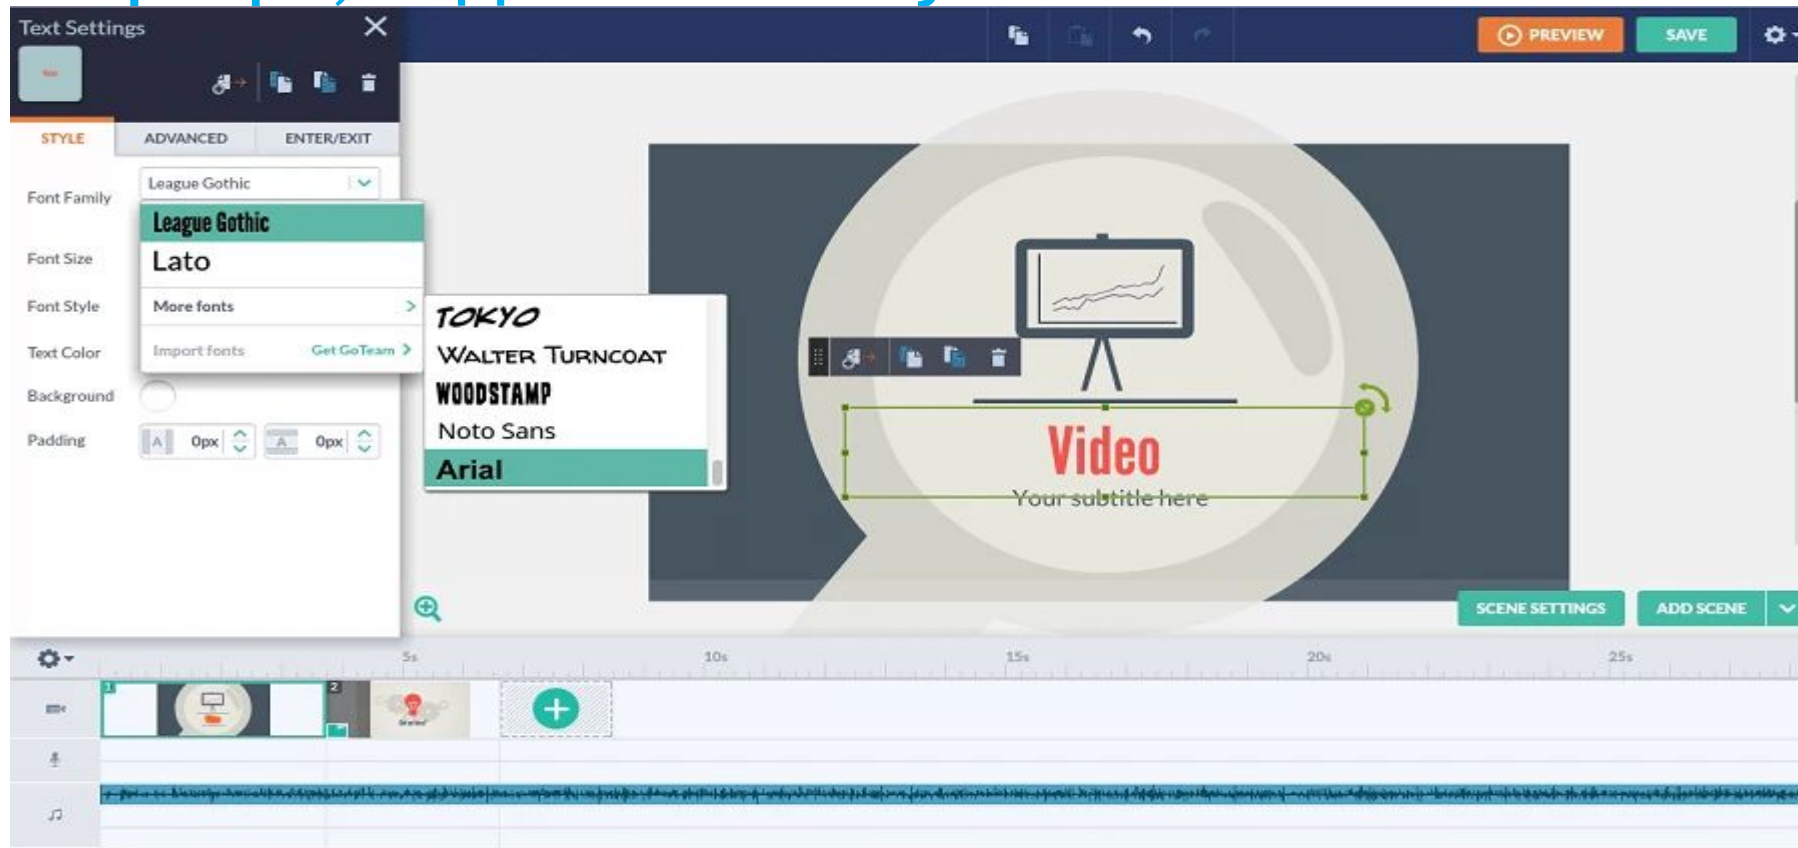 Text Settings
PREVIEW
SAVE
STYLE
ADVANCED
ENTER/EXIT
Font Family
League Gothic
League Gothic
Lato
Font Size
Font Style
More fonts
Text Color
Import fonts
Get GoTeam
Background
Padding
A
0px
A
0px
TOKYO
WALTER TURNCOAT
WOODSTAMP
Noto Sans
Arial
Video
Your subtitle here
SCENE SETTINGS
ADD SCENE
5s
10s
15s
20s
25s
1
2